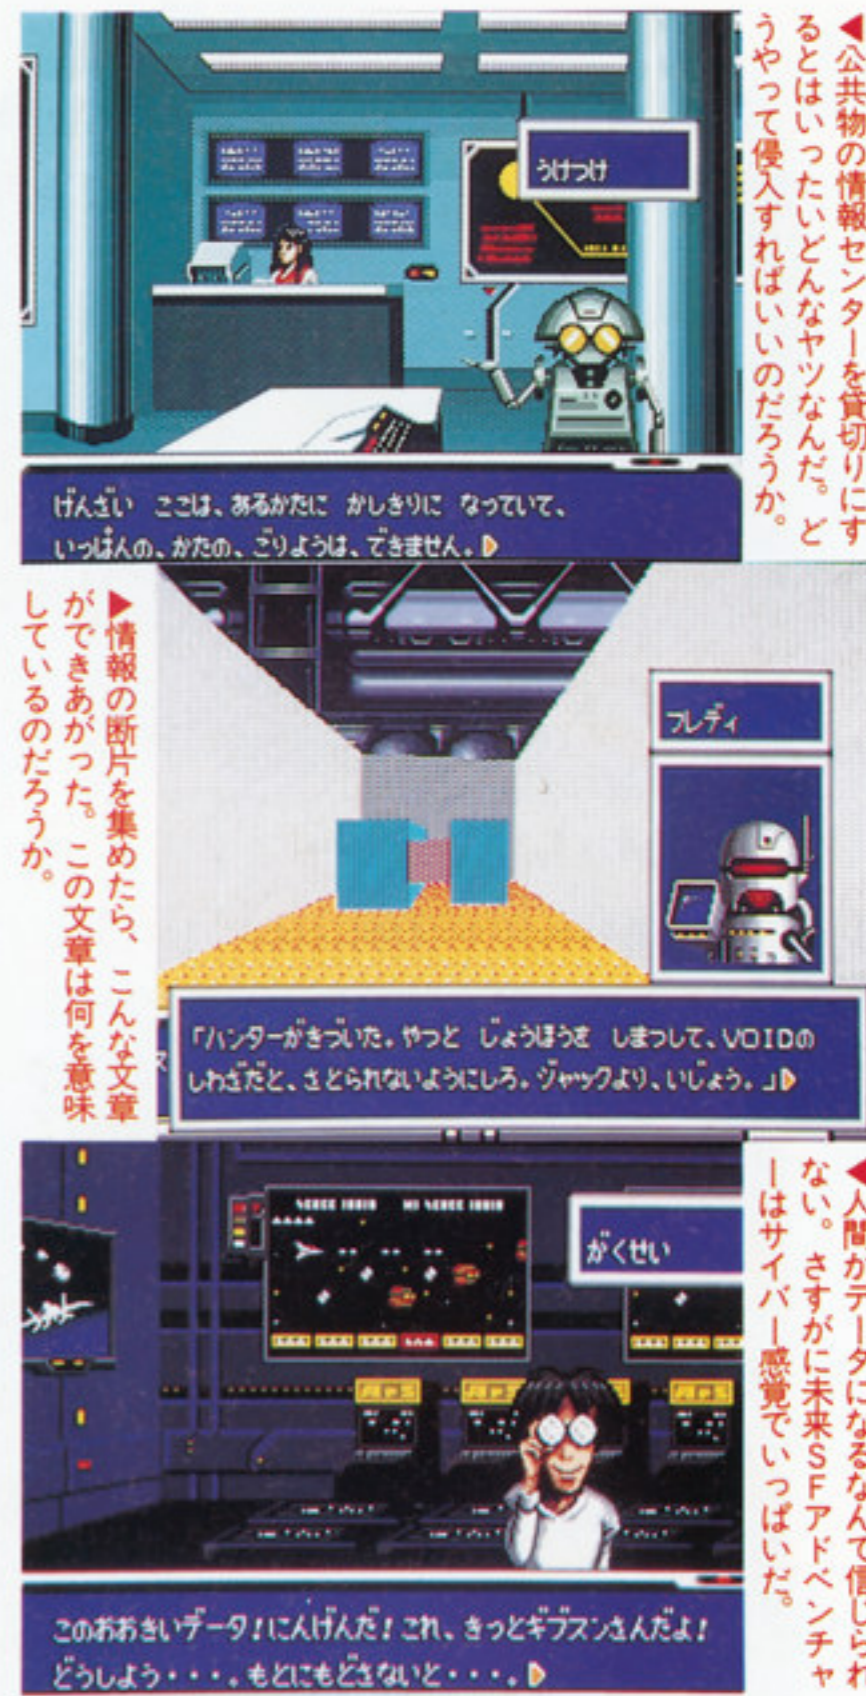 ◀公共物の情報センターを貸切りにす
るとはいったいどんなヤツなんだ。ど
うやって侵入すればいいのだろうか。
うけつけ
げんざい ここは、あるかたに かしきりに なっていて、
いっぱんの、かたの、ごりようは、できません。
▶情報の断片を集めたら、こんな文章
ができあがった。この文章は何を意味
しているのだろうか。
フレディ
「ハンターがきづいた。やつと じょうほうを しまつして、VOIDの
しわざだと、さとられないようにしろ。ジャックより、いじょう。」
◀人間がデータになるなんて信じられ
ない。さすがに未来SFアドベンチャ
ーはサイバー感覚でいっぱいだ。
がくせい
このおおきいデータ!にんげんだ!これ、きっとギブスンさんだよ!
どうしよう・・・。もとにもどさないと・・・。